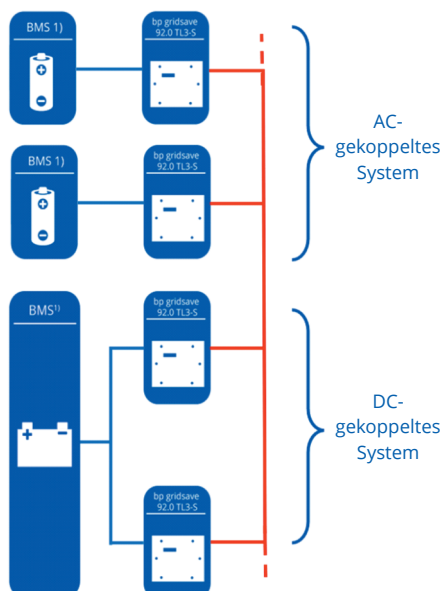 BMS 1)
bp gridsave
92.0 TL3-S
AC-
gekoppeltes
System
BMS 1)
bp gridsave
92.0 TL3-S
BMS¹⁾
bp gridsave
92.0 TL3-S
DC-
gekoppeltes
System
bp gridsave
92.0 TL3-S